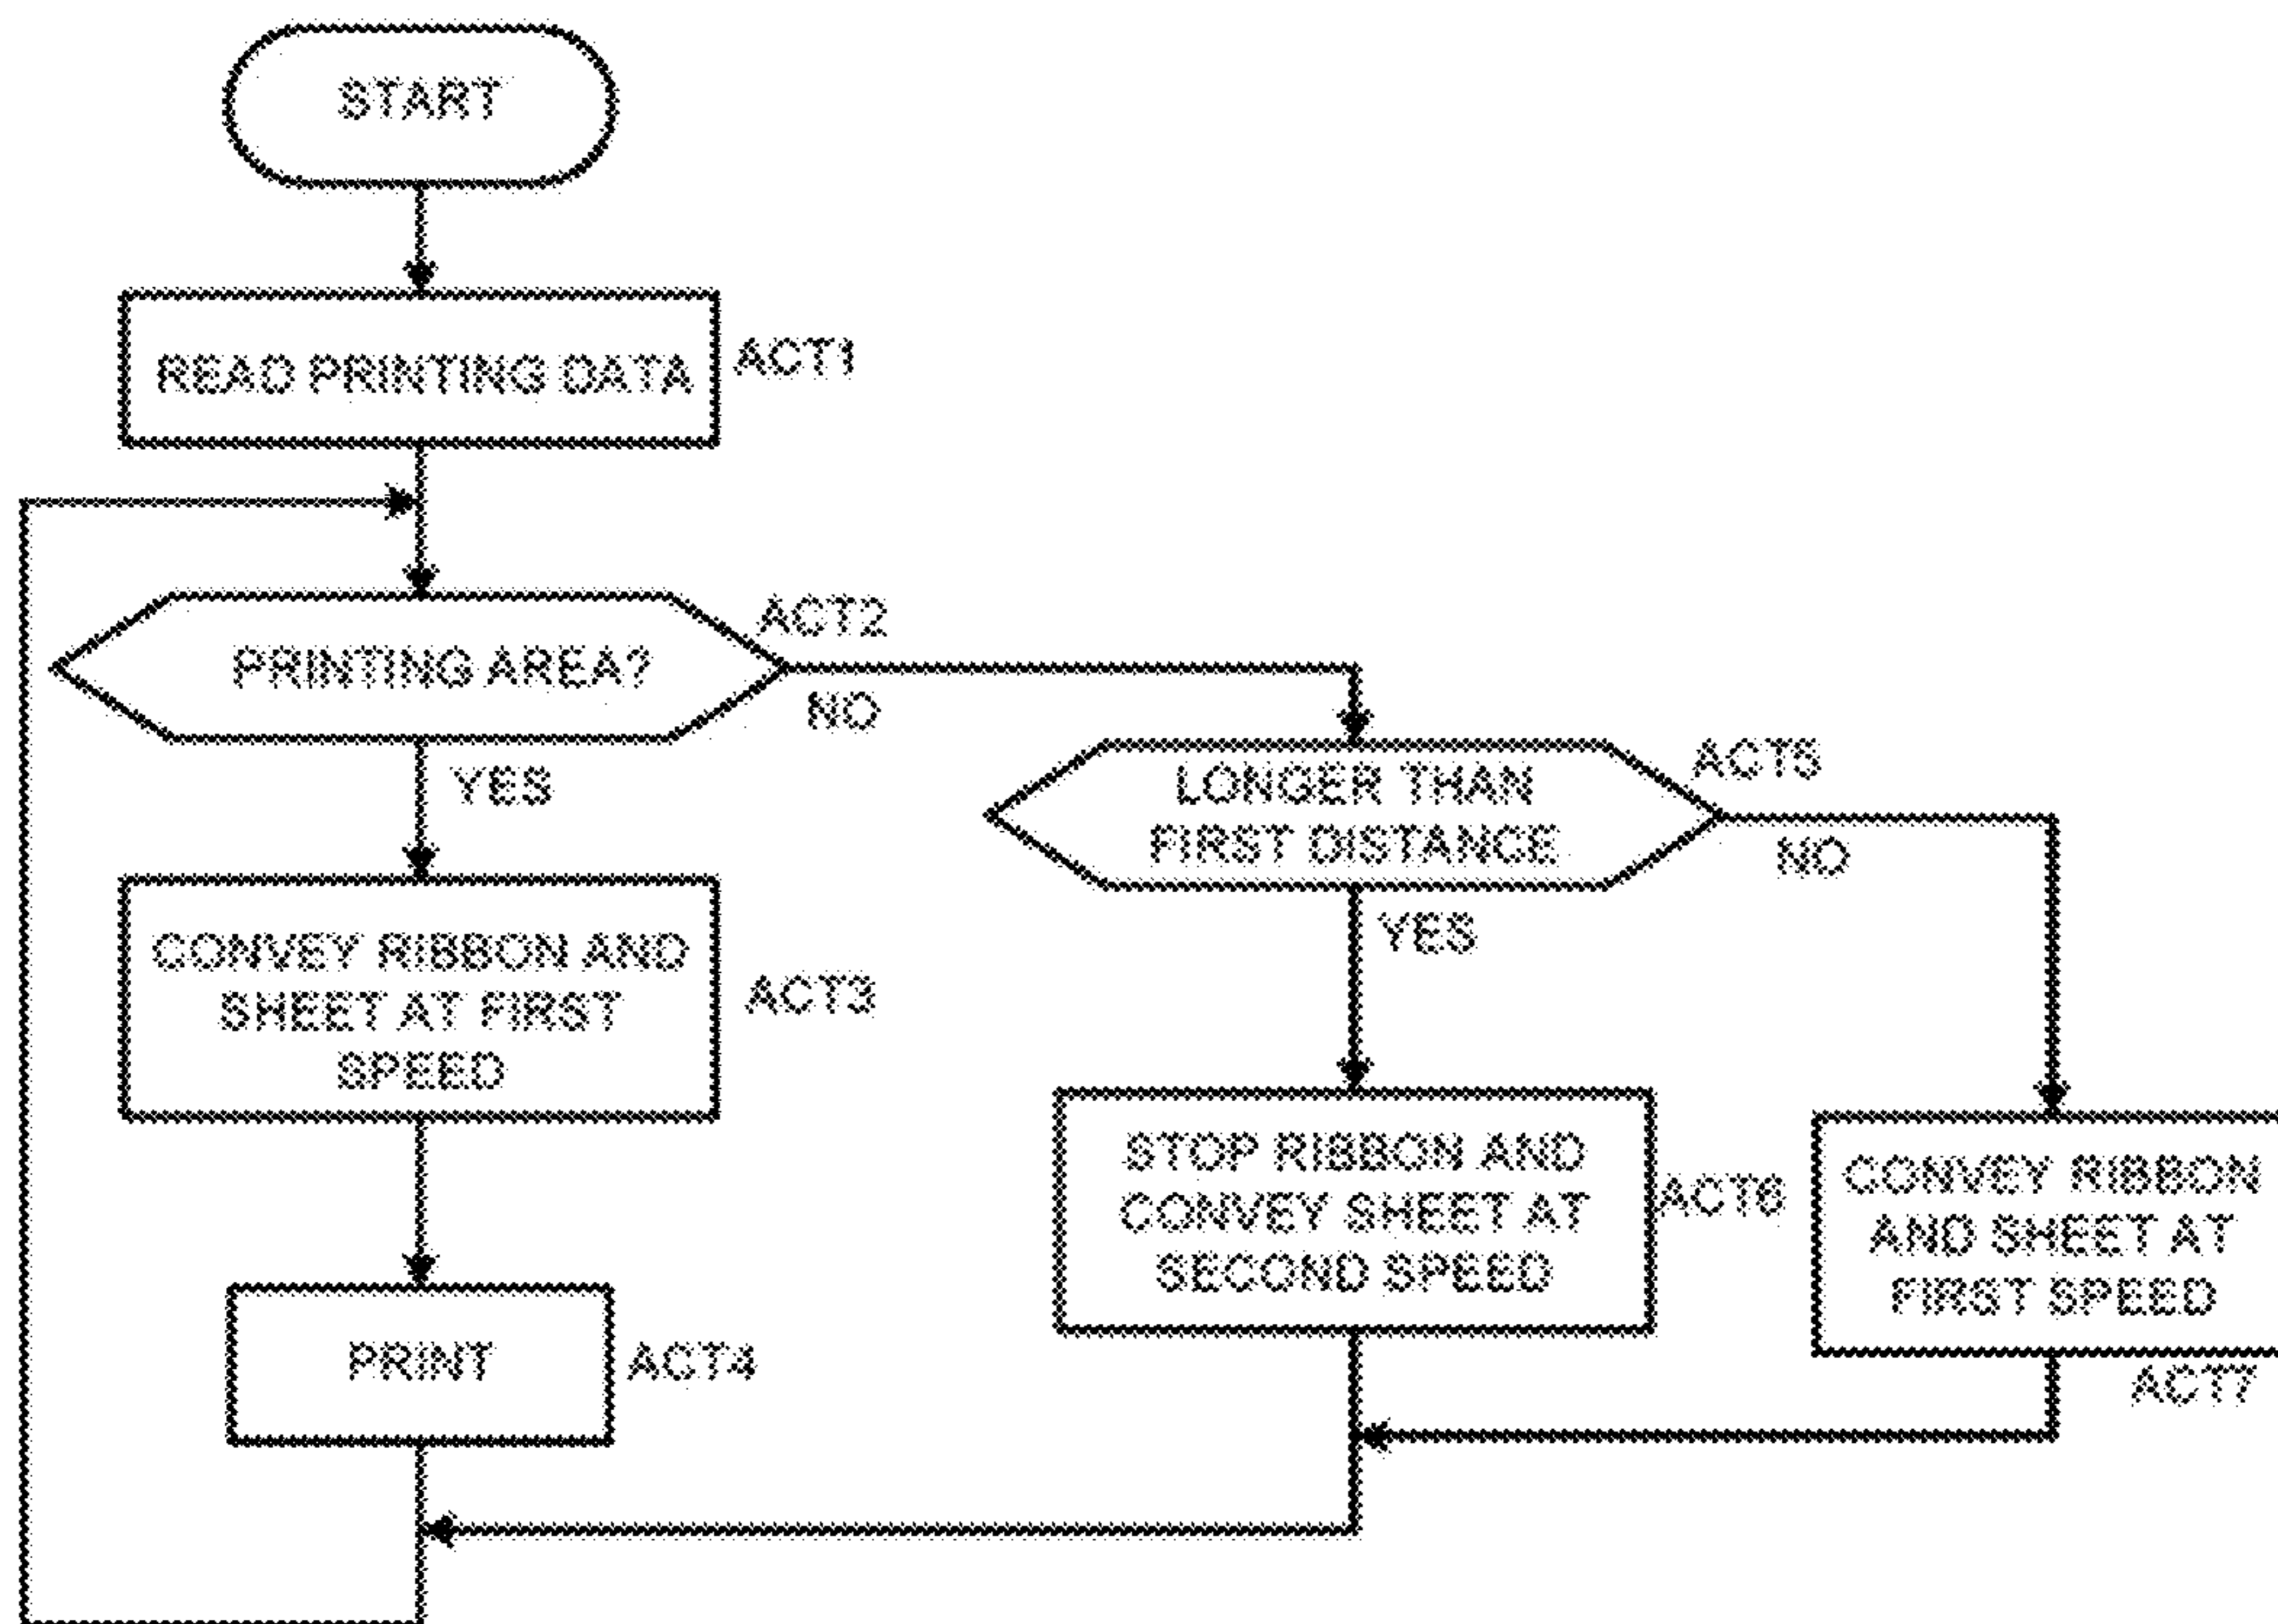 START
READ PRINTING DATA
ACT1
PRINTING AREA?
ACT2
NO
YES
CONVEY RIBBON AND
SHEET AT FIRST
SPEED
ACT3
PRINT
ACT4
LONGER THAN
FIRST DISTANCE
ACT5
NO
YES
STOP RIBBON AND
CONVEY SHEET AT
SECOND SPEED
ACT6
CONVEY RIBBON
AND SHEET AT
FIRST SPEED
ACT7